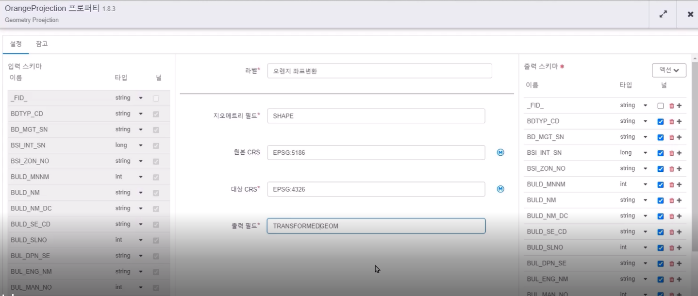 OrangeProjection 프로퍼티 1.0.3
Geometry Proejction
설정 참고
입력 스키마
이름 타입 널
_FID_ string
BDTYP_CD string
BD_MGT_SN string
BSI_INT_SN long
BSI_ZON_NO string
BULD_MNNM int
BULD_NM string
BULD_NM_DC string
BULD_SE_CD string
BULD_SLNO int
BUL_DPN_SE string
BUL_ENG_NM string
BUL_MAN_NO int
라벨* 오렌지 좌표변환
지오메트리 필드* SHAPE
원본 CRS EPSG:5186
대상 CRS* EPSG:4326
출력 필드* TRANSFORMEDGEOM
출력 스키마 *
액션
이름 타입 널
_FID_ string
BDTYP_CD string
BD_MGT_SN string
BSI_INT_SN long
BSI_ZON_NO string
BULD_MNNM int
BULD_NM string
BULD_NM_DC string
BULD_SE_CD string
BULD_SLNO int
BUL_DPN_SE string
BUL_ENG_NM string
BUL_MAN_NO int